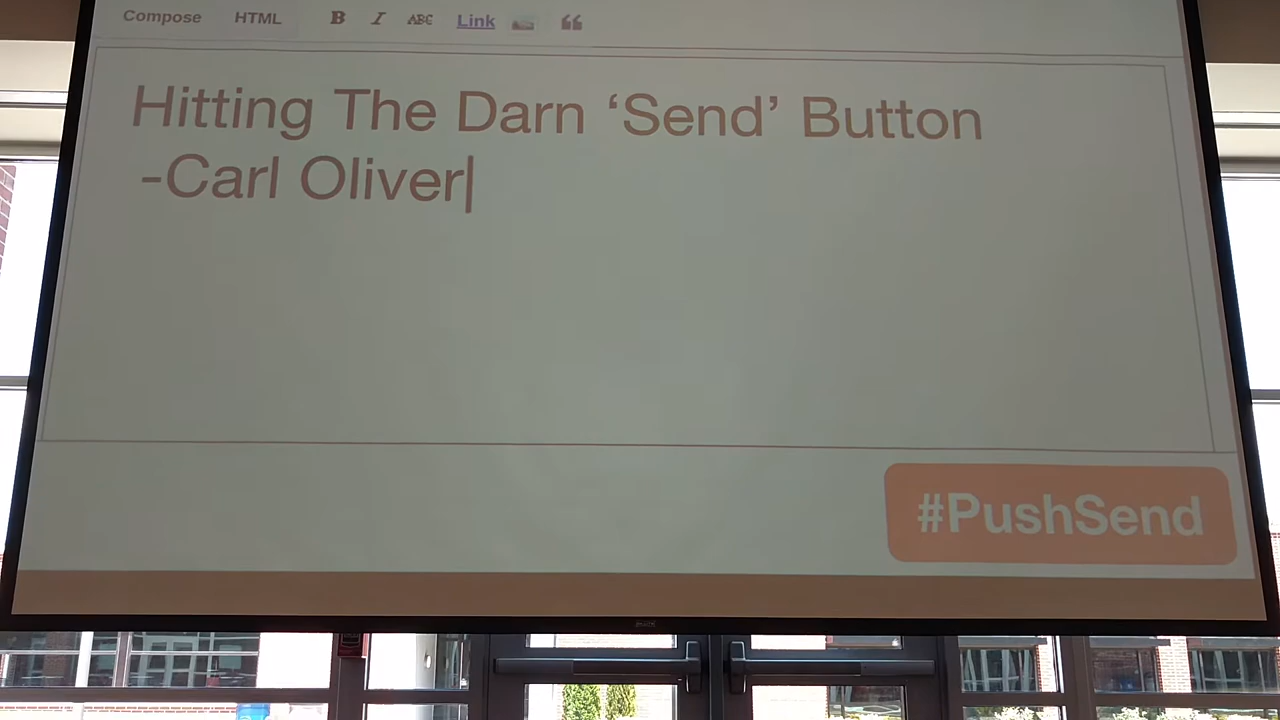 Compose HTML B I ABC Link “
Hitting The Darn ‘Send’ Button
-Carl Oliver
#PushSend